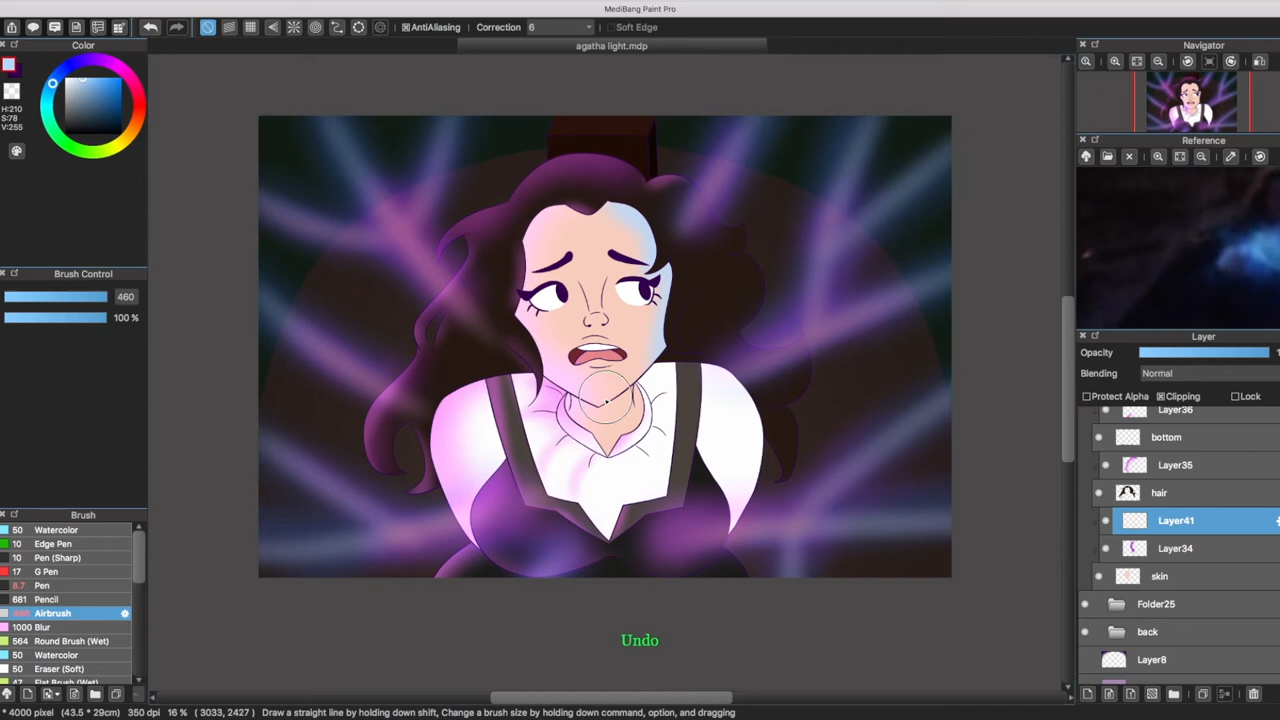 MediBang Paint Pro
AntiAliasing Correction 6 Soft Edge
agatha light.mdp
Color
H:210
S:78
V:255
Brush Control
460
100 %
Brush
50 Watercolor
10 Edge Pen
10 Pen (Sharp)
17 G Pen
8.7 Pen
681 Pencil
Airbrush
1000 Blur
564 Round Brush (Wet)
50 Watercolor
50 Eraser (Soft)
500 Flat Brush (Wet)
Undo
Navigator
Reference
Layer
Opacity
Blending Normal
Protect Alpha Clipping Lock
Layer36
bottom
Layer35
hair
Layer41
Layer34
skin
Folder25
back
Layer8
4000 pixel (43.5 * 29cm) 350 dpi 16 % ( 3033, 2427 ) Draw a straight line by holding down shift, Change a brush size by holding down command, option, and dragging